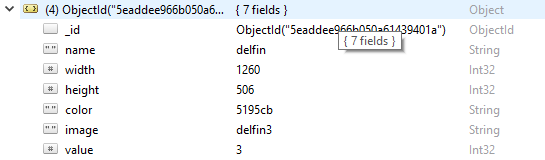 (4) ObjectId("5eaddee966b050a6... { 7 fields } Object
_id ObjectId("5eaddee966b050a61439401a") ObjectId
{ 7 fields }
"" name delfin String
# width 1260 Int32
# height 506 Int32
"" color 5195cb String
"" image delfin3 String
# value 3 Int32